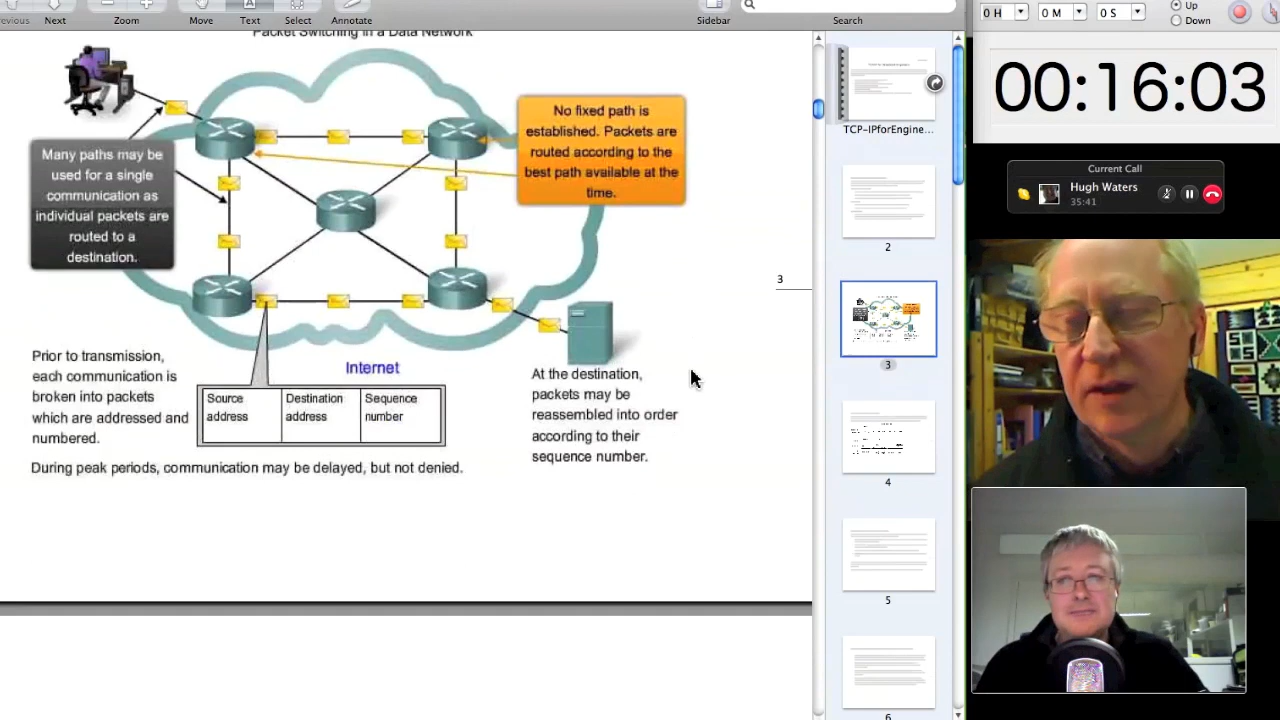 evious
Next
Zoom
Move
Text
Select
Annotate
Sidebar
Search
Packet Switching in a Data Network
Many paths may be
used for a single
communication as
individual packets are
routed to a
destination.
No fixed path is
established. Packets are
routed according to the
best path available at the
time.
3
Prior to transmission,
each communication is
broken into packets
which are addressed and
numbered.
Internet
Source
address
Destination
address
Sequence
number
At the destination,
packets may be
reassembled into order
according to their
sequence number.
During peak periods, communication may be delayed, but not denied.
TCP-IPforEngine...
2
3
4
5
6
0 H
0 M
0 S
Up
Down
00:16:03
Current Call
Hugh Waters
35:41